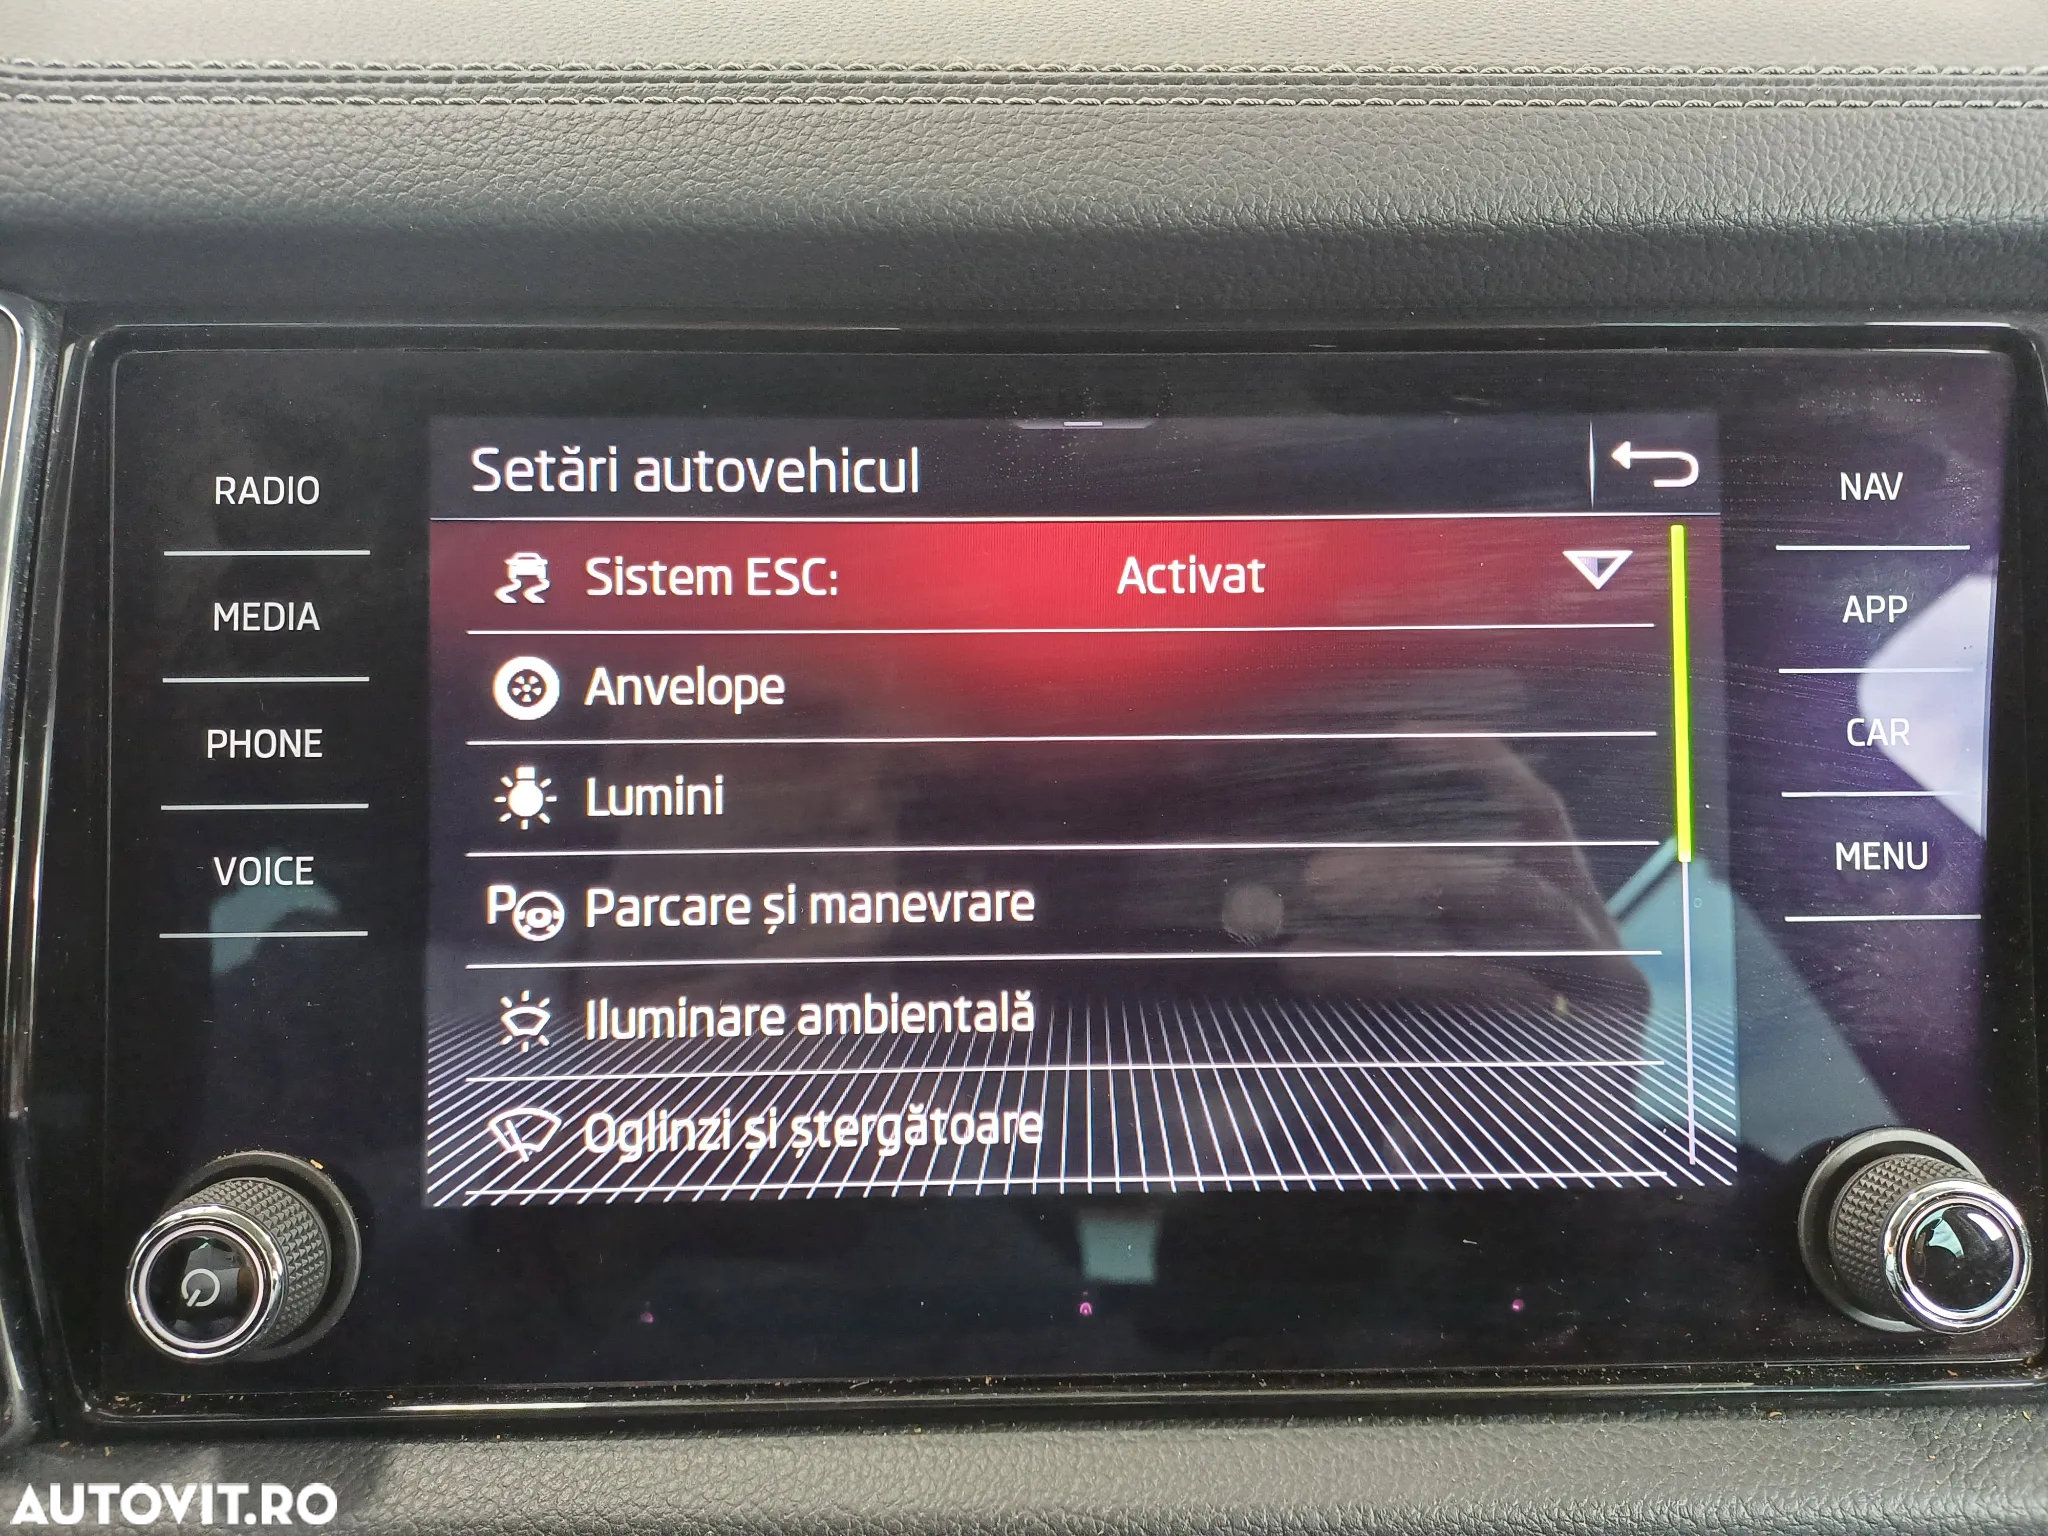 Setări autovehicul
RADIO
MEDIA
PHONE
VOICE
Sistem ESC: Activat
Anvelope
Lumini
P Parcare și manevrare
Iluminare ambientală
Oglinzi și ștergătoare
NAV
APP
CAR
MENU
AUTOVIT.RO